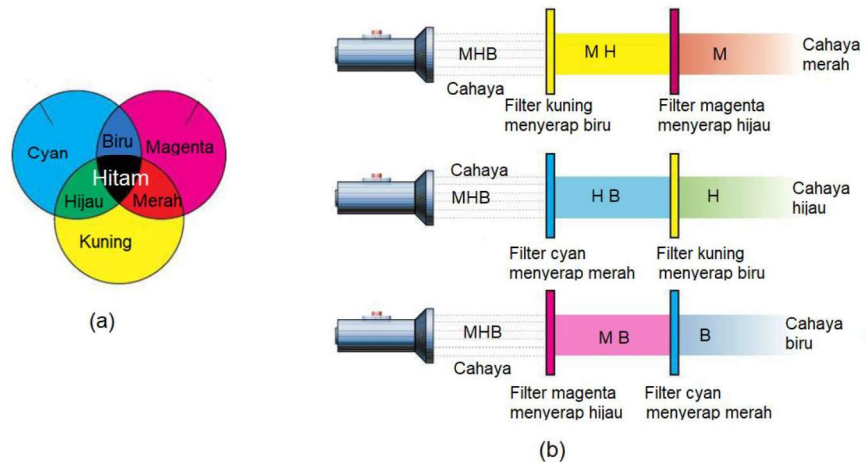 Cyan
Biru
Magenta
Hitam
Hijau
Merah
Kuning
(a)
MHB
Cahaya
M H
M
Cahaya
merah
Filter kuning
menyerap biru
Filter magenta
menyerap hijau
Cahaya
MHB
H B
H
Cahaya
hijau
Filter cyan
menyerap merah
Filter kuning
menyerap biru
MHB
Cahaya
M B
B
Cahaya
biru
Filter magenta
menyerap hijau
Filter cyan
menyerap merah
(b)